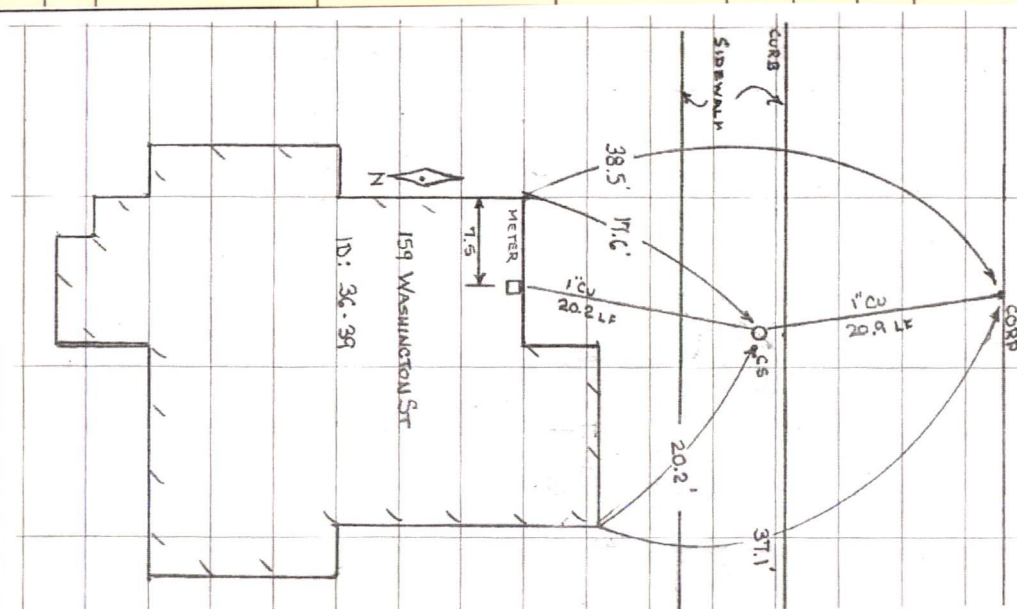 CURB
SIDEWALK
38.5'
17.6'
N
METER
7.5
1"CU
20.2 LF
1"CU
20.9 LF
CORP
CS
159 WASHINGTON ST
ID: 36-39
20.2'
37.1'